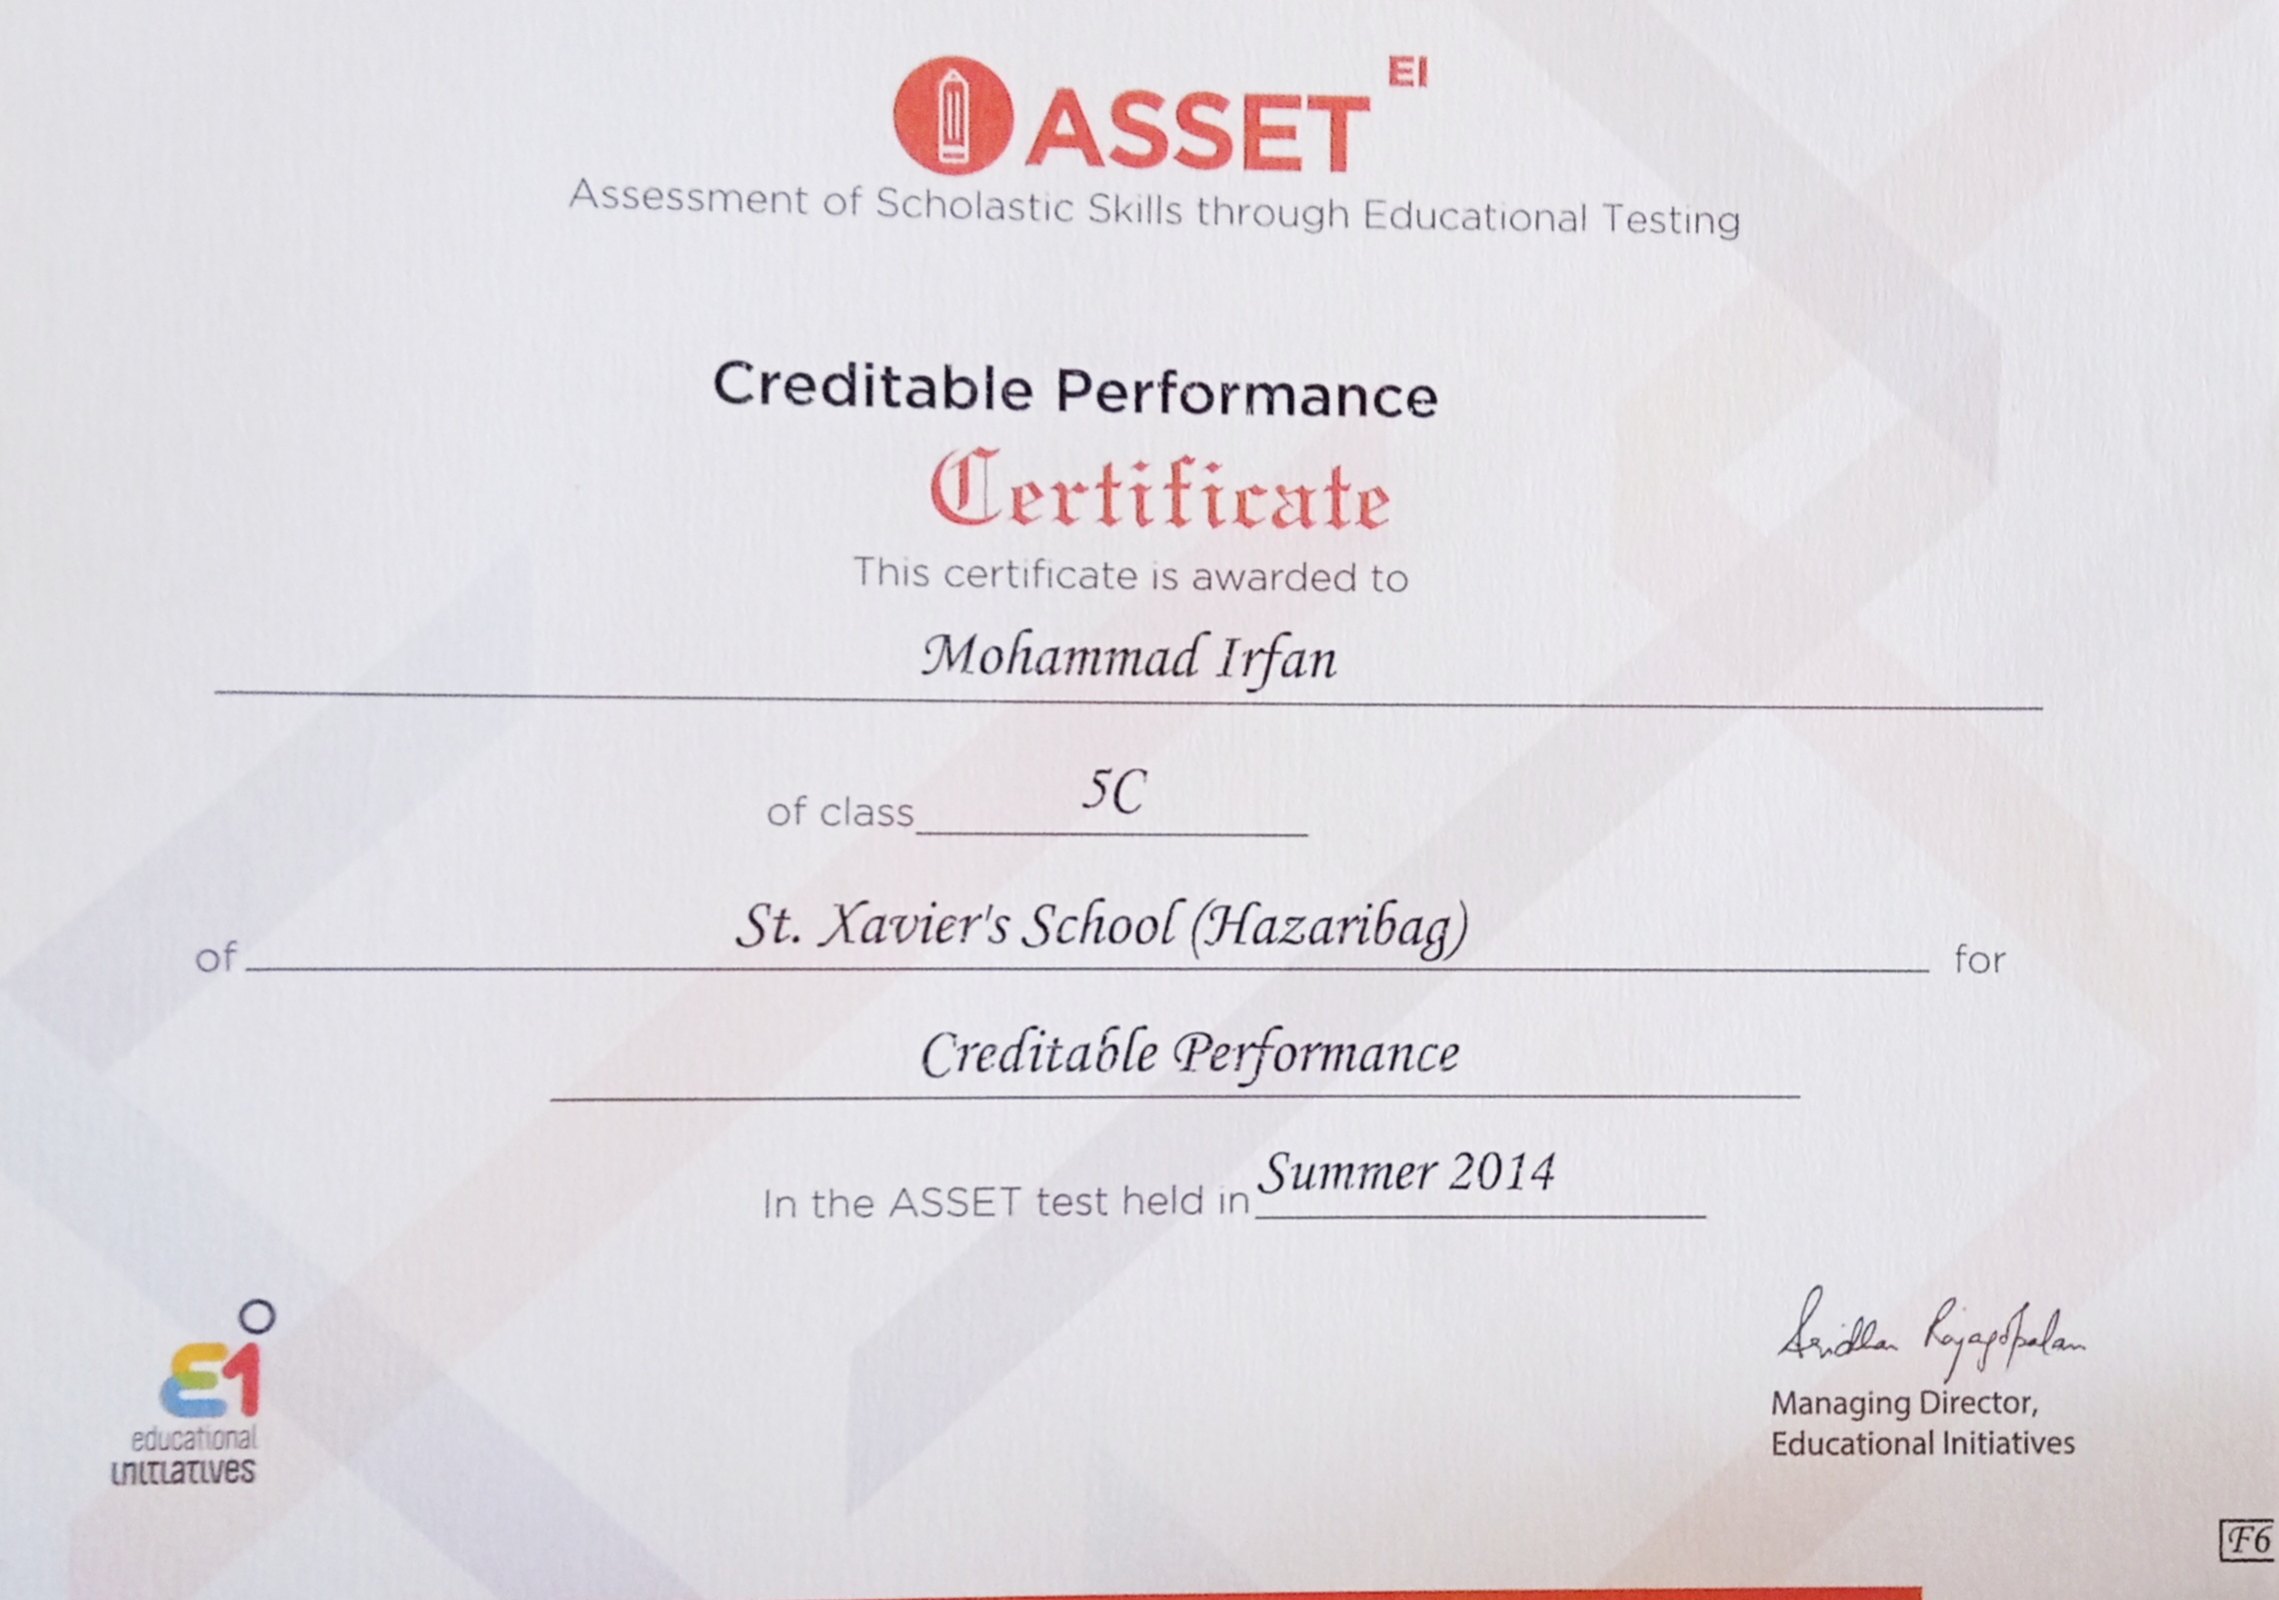 ASSET EI
Assessment of Scholastic Skills through Educational Testing
Creditable Performance
Certificate
This certificate is awarded to
Mohammad Irfan
of class 5C
of St. Xavier's School (Hazaribag) for
Creditable Performance
In the ASSET test held in Summer 2014
Sridhar Rajagopalan
Managing Director,
Educational Initiatives
EI
educational
initiatives
F6